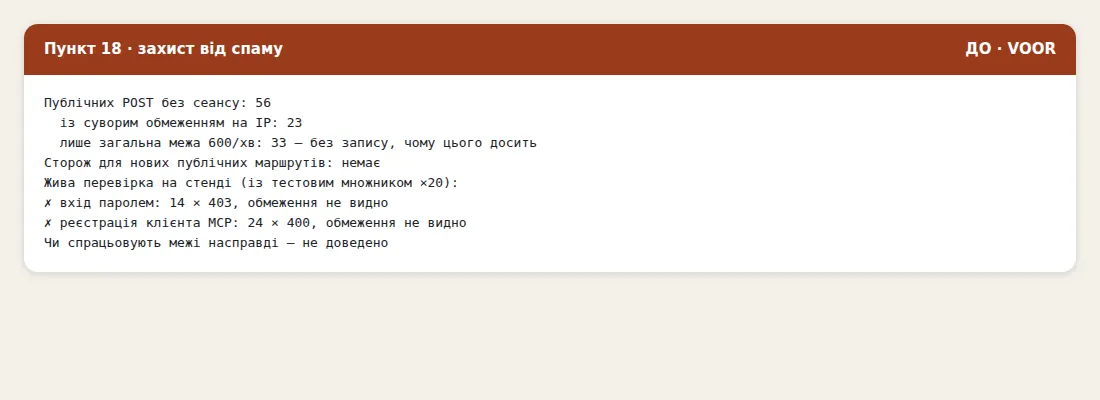 Пункт 18 · захист від спаму
ДО · VOOR
Публічних POST без сеансу: 56
із суворим обмеженням на IP: 23
лише загальна межа 600/хв: 33 — без запису, чому цього досить
Сторож для нових публічних маршрутів: немає
Жива перевірка на стенді (із тестовим множником ×20):
✗ вхід паролем: 14 × 403, обмеження не видно
✗ реєстрація клієнта MCP: 24 × 400, обмеження не видно
Чи спрацьовують межі насправді — не доведено